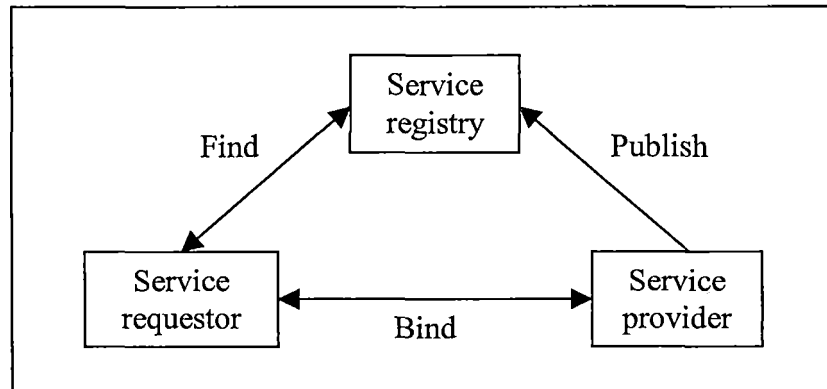 Service
registry
Find
Publish
Service
requestor
Bind
Service
provider